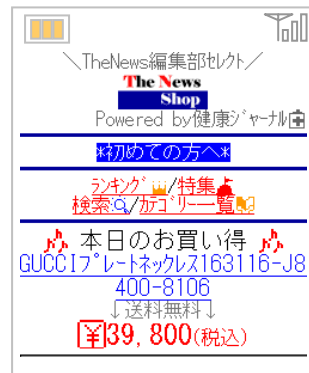 ＼TheNews編集部ｾﾚｸﾄ／
The News
Shop
Powered by健康ｼﾞｬｰﾅﾙ
*初めての方へ*
ﾗﾝｷﾝｸﾞ/特集
検索/ｶﾃｺﾞﾘｰ一覧
本日のお買い得
GUCCIﾌﾟﾚｰﾄﾈｯｸﾚｽ163116-J8
400-8106
↓送料無料↓
¥39,800(税込)